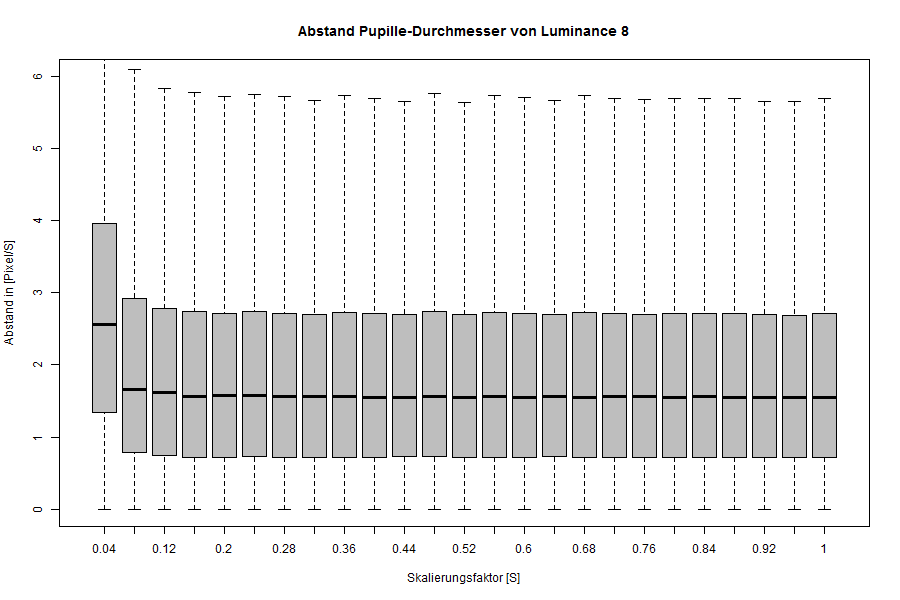 Abstand Pupille-Durchmesser von Luminance 8
Abstand in [Pixel/S]
6
5
4
3
2
1
0
0.04 0.12 0.2 0.28 0.36 0.44 0.52 0.6 0.68 0.76 0.84 0.92 1
Skalierungsfaktor [S]